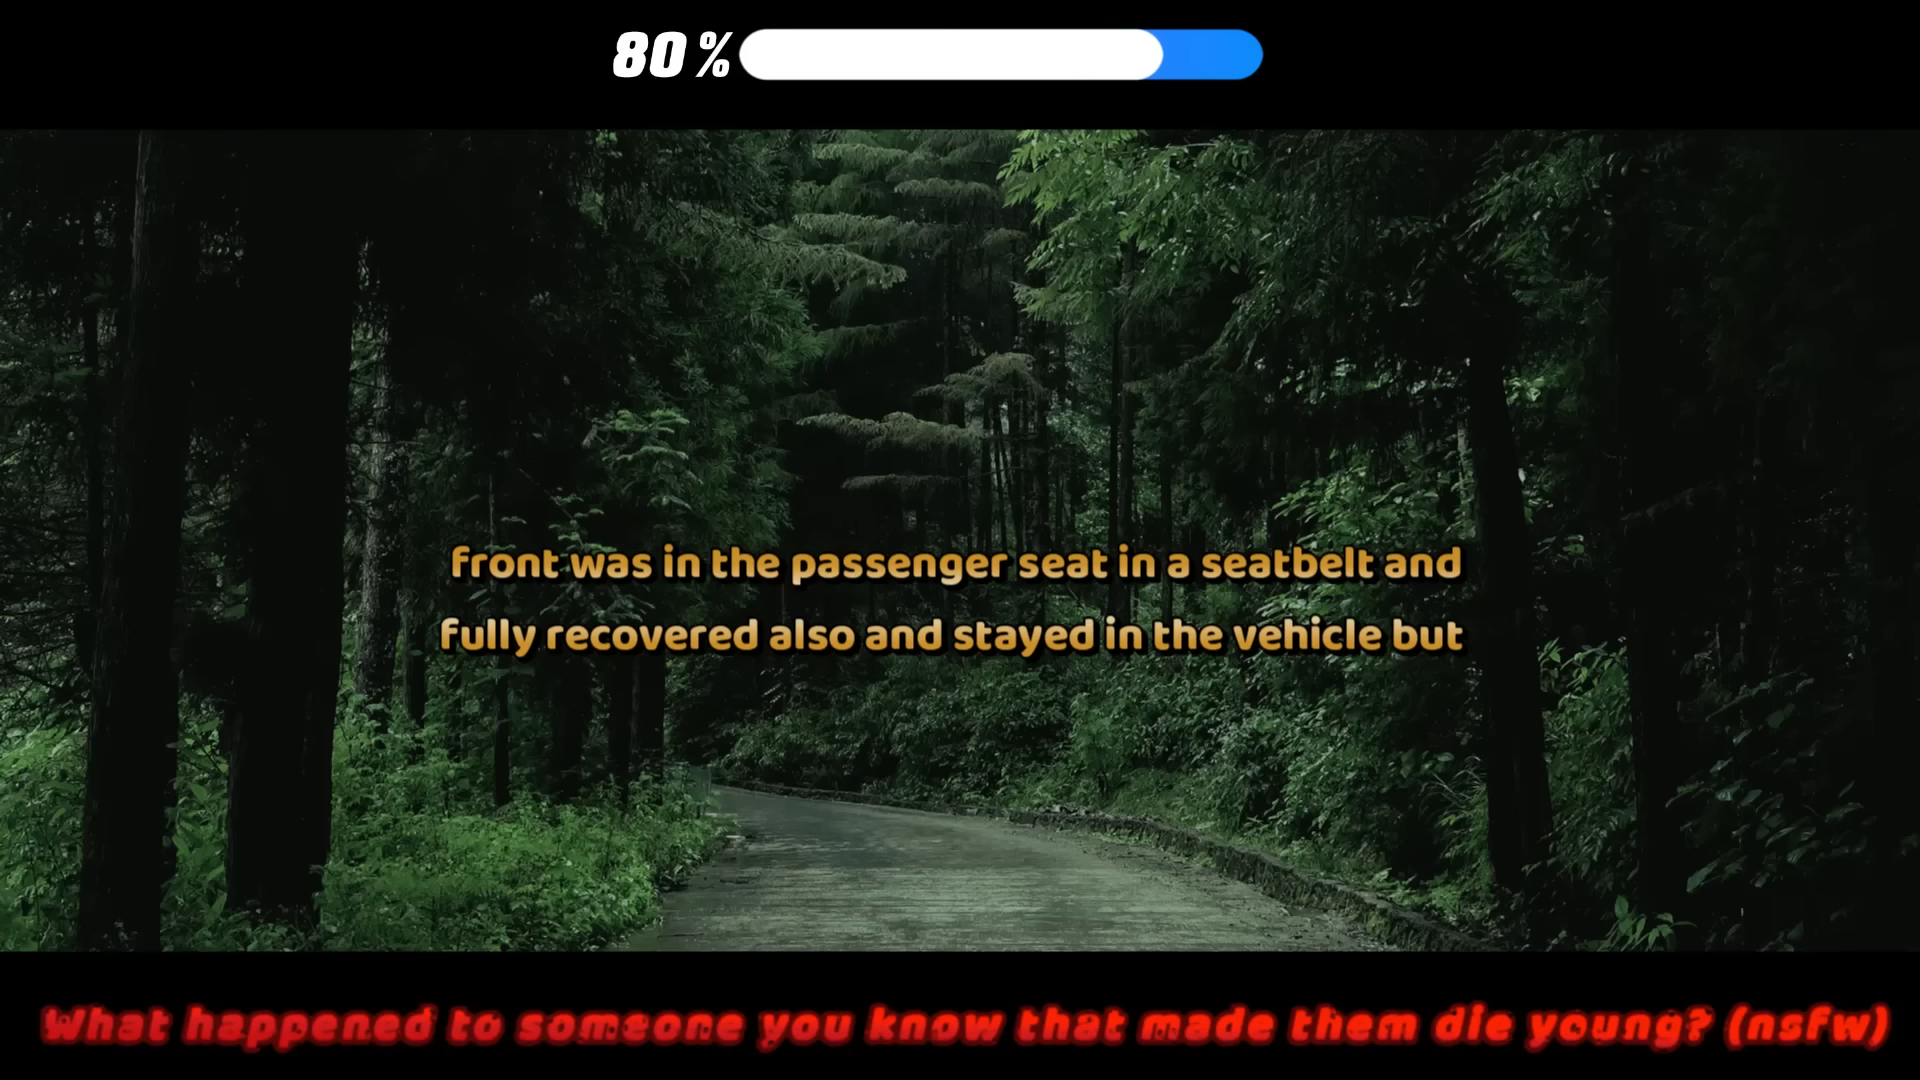 80%
front was in the passenger seat in a seatbelt and
fully recovered also and stayed in the vehicle but
What happened to someone you know that made them die young? (nsfw)